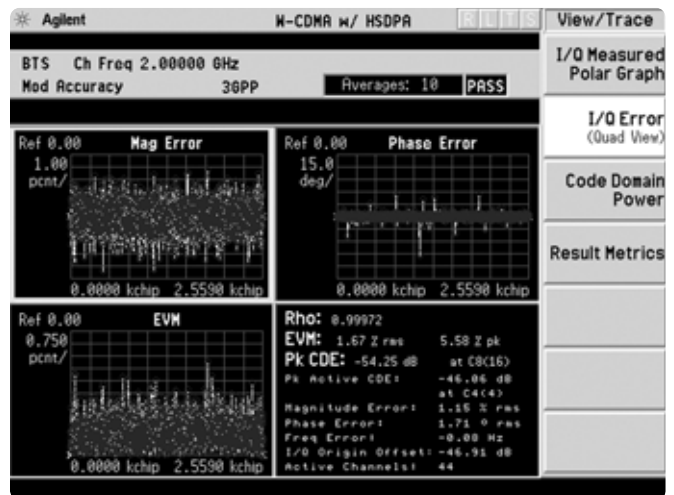 Agilent W-CDMA w/ HSDPA R L T S View/Trace
BTS Ch Freq 2.00000 GHz
Mod Accuracy 3GPP Averages: 10 PASS
I/Q Measured
Polar Graph
I/Q Error
(Quad View)
Code Domain
Power
Result Metrics
Ref 0.00 Mag Error
1.00
pcnt/
0.0000 kchip 2.5590 kchip
Ref 0.00 Phase Error
15.0
deg/
0.0000 kchip 2.5590 kchip
Ref 0.00 EVM
0.750
pcnt/
0.0000 kchip 2.5590 kchip
Rho: 0.99972
EVM: 1.67 % rms 5.58 % pk
Pk CDE: -54.25 dB at C8(16)
Pk Active CDE: -46.06 dB
at C4(4)
Magnitude Error: 1.15 % rms
Phase Error: 1.71 º rms
Freq Error: -0.08 Hz
I/Q Origin Offset: -46.91 dB
Active Channels: 44